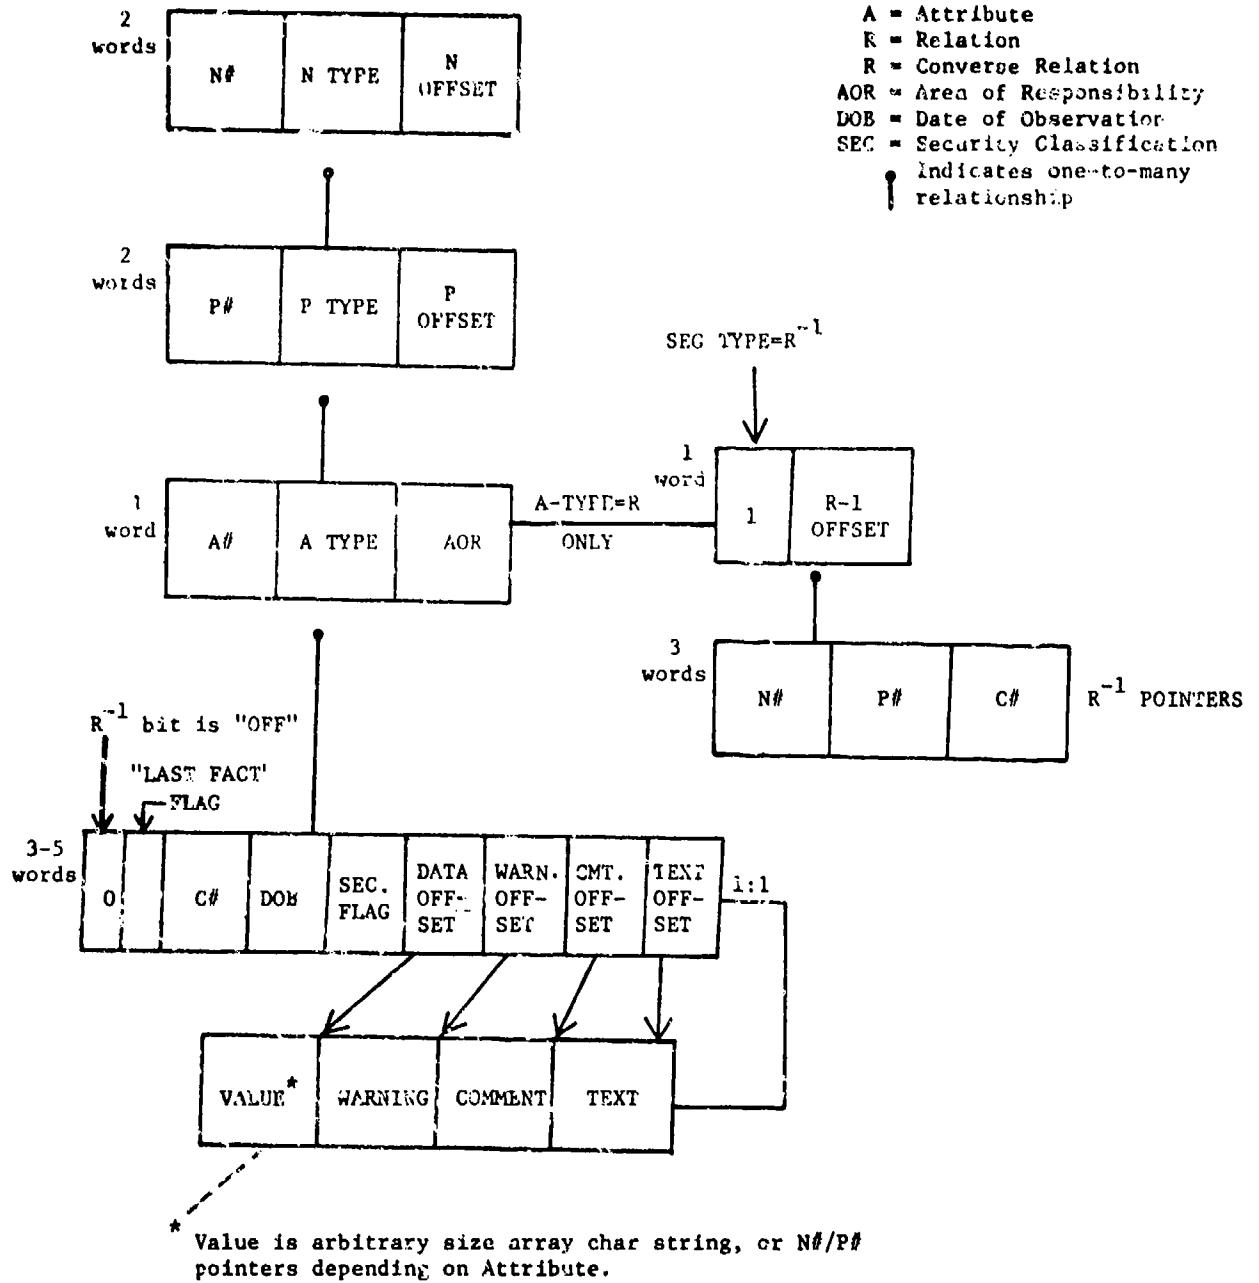 2
words
N#
N TYPE
N
OFFSET
A = Attribute
R = Relation
R = Converse Relation
AOR = Area of Responsibility
DOB = Date of Observation
SEC = Security Classification
Indicates one-to-many
relationship
2
words
P#
P TYPE
P
OFFSET
SEG TYPE=R-1
1
word
A#
A TYPE
AOR
A-TYPE=R
ONLY
1
word
1
R-1
OFFSET
3
words
N#
P#
C#
R-1 POINTERS
R-1 bit is "OFF"
"LAST FACT'
FLAG
3-5
words
0
C#
DOB
SEC.
FLAG
DATA
OFF-
SET
WARN.
OFF-
SET
CMT.
OFF-
SET
TEXT
OFF-
SET
1:1
VALUE*
WARNING
COMMENT
TEXT
* Value is arbitrary size array char string, or N#/P#
pointers depending on Attribute.